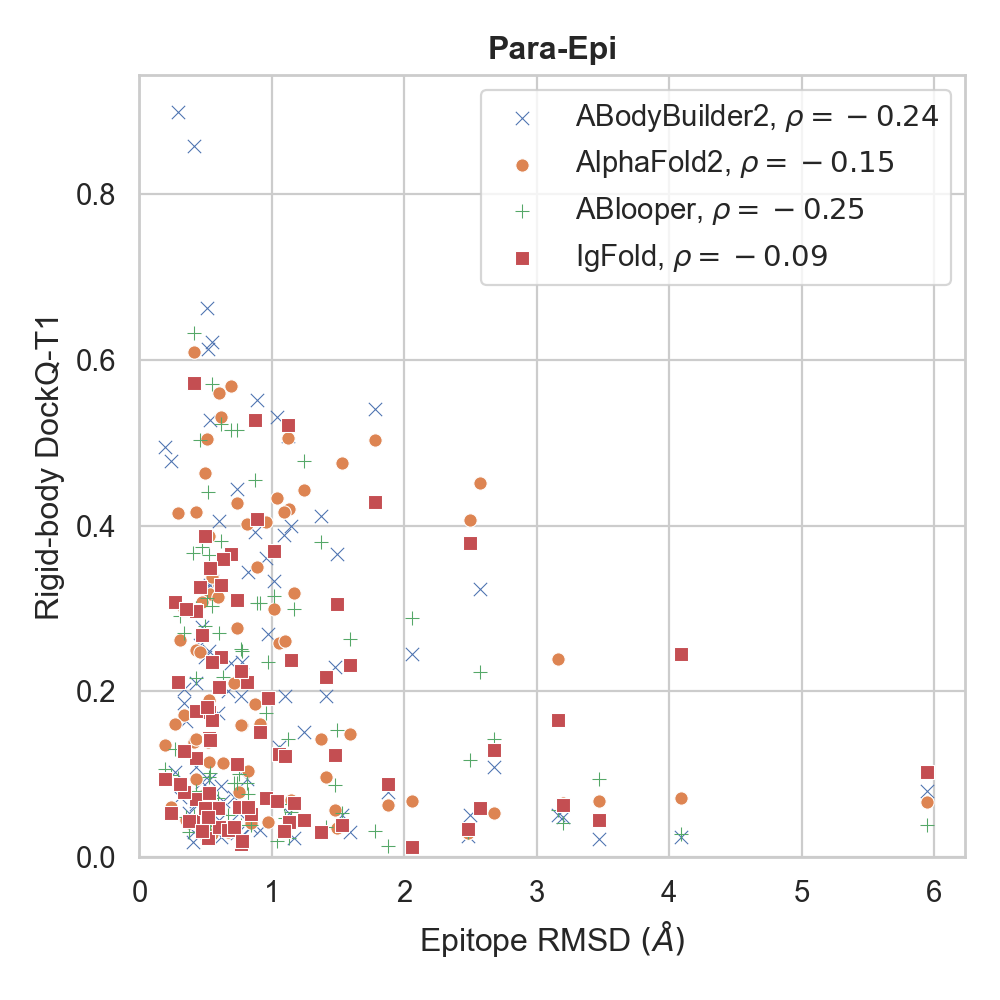 Para-Epi
ABodyBuilder2, ρ = −0.24
AlphaFold2, ρ = −0.15
ABlooper, ρ = −0.25
IgFold, ρ = −0.09
Rigid-body DockQ-T1
0.8
0.6
0.4
0.2
0.0
0 1 2 3 4 5 6
Epitope RMSD (Å)